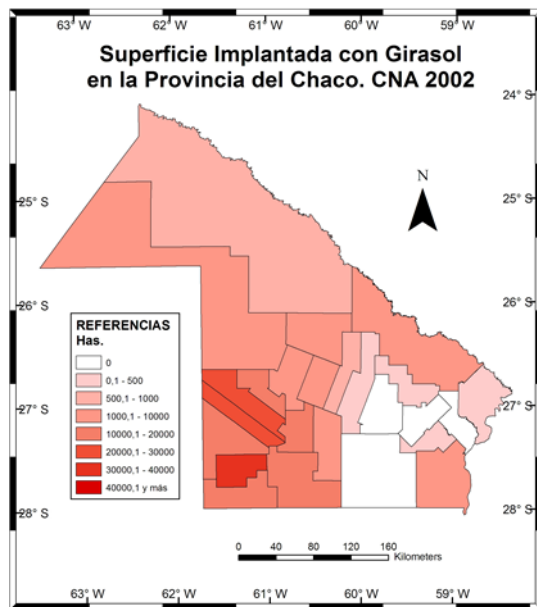 63° W 62° W 61° W 60° W 59° W
Superficie Implantada con Girasol
en la Provincia del Chaco. CNA 2002
24° S
24° S
N
25° S
25° S
26° S
26° S
REFERENCIAS
Has.
0
0,1 - 500
500,1 - 1000
1000,1 - 10000
10000,1 - 20000
20000,1 - 30000
30000,1 - 40000
40000,1 y más
27° S
27° S
28° S
28° S
0 40 80 120 160
Kilometers
63° W 62° W 61° W 60° W 59° W